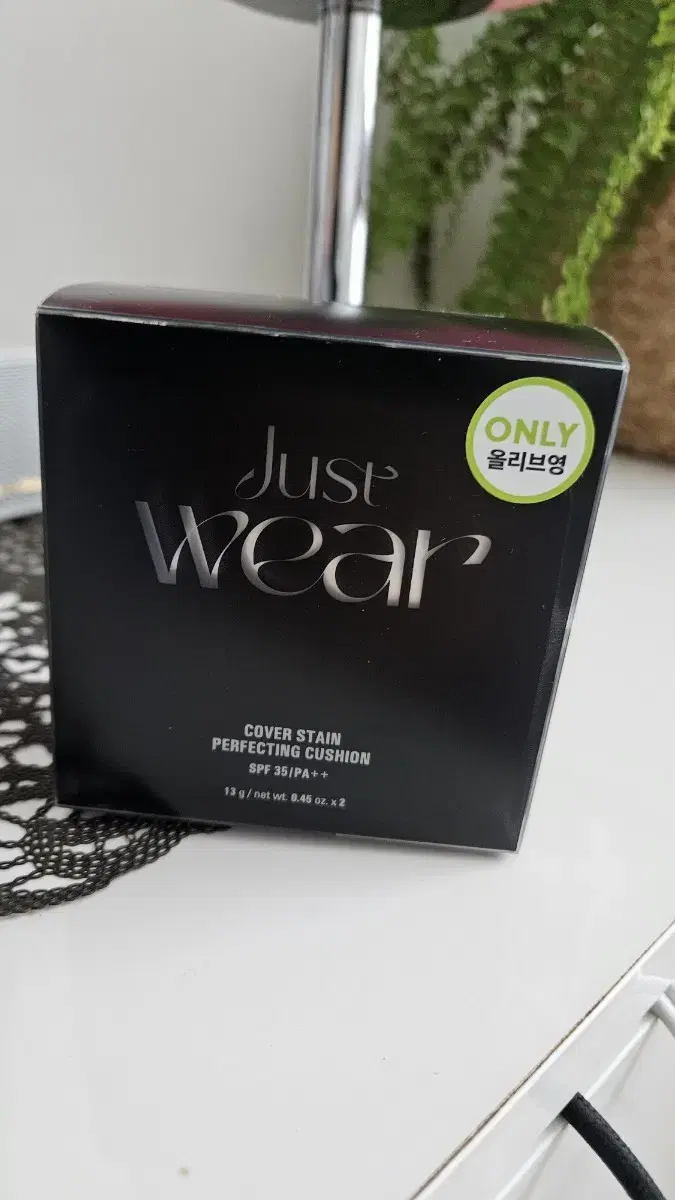 Just
wear
ONLY
올리브영
COVER STAIN
PERFECTING CUSHION
SPF 35/PA++
13 g / net wt. 0.45 oz. x 2